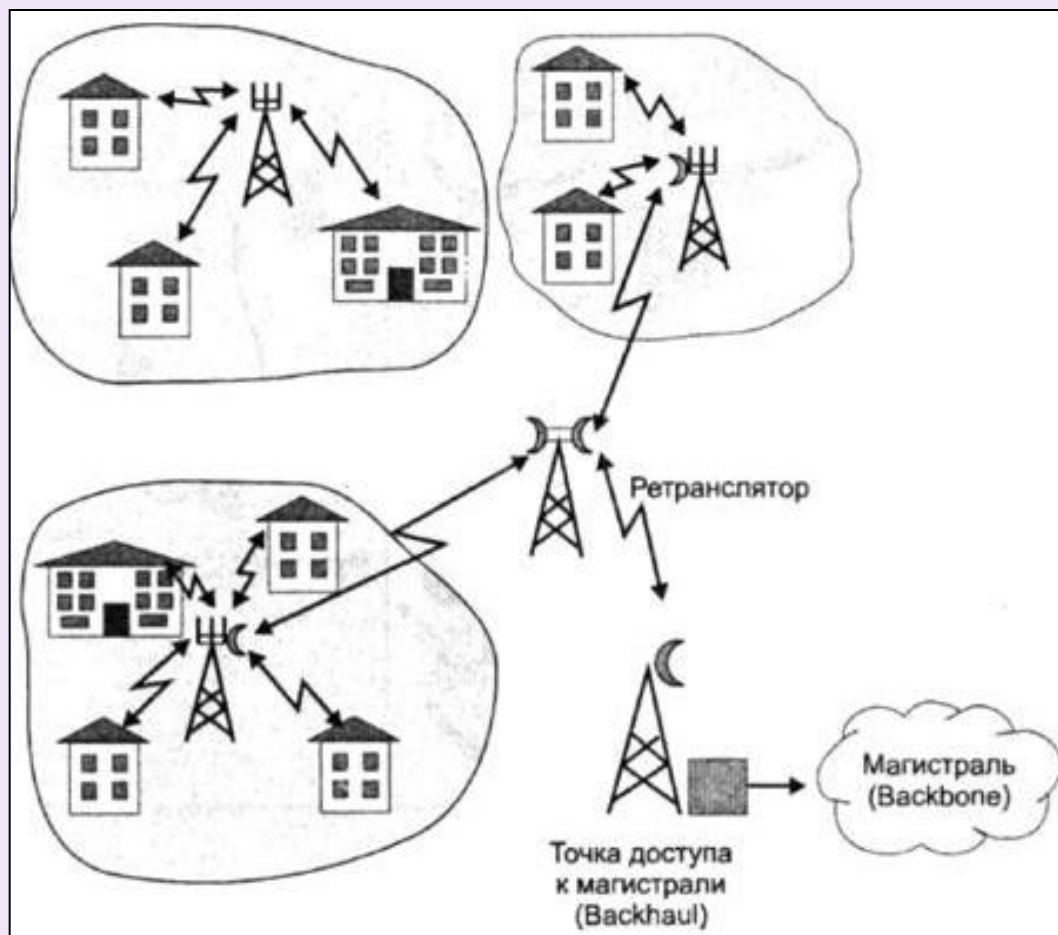 Ретранслятор
Магистраль
(Backbone)
Точка доступа
к магистрали
(Backhaul)